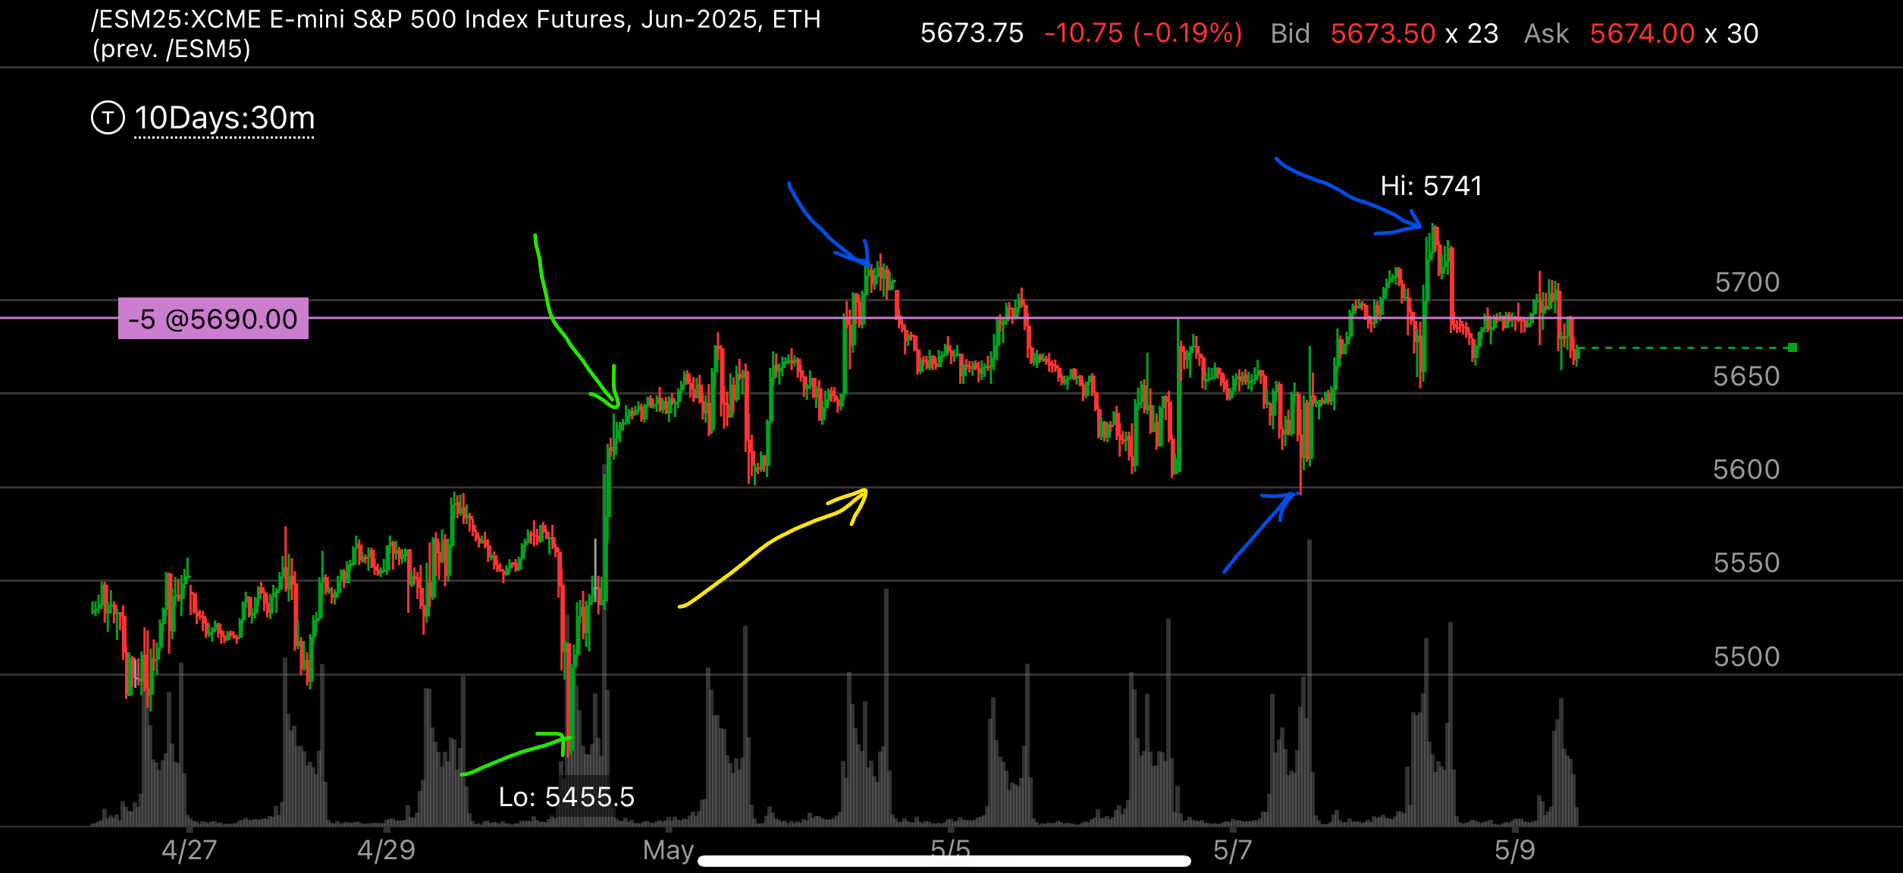 /ESM25:XCME E-mini S&P 500 Index Futures, Jun-2025, ETH
(prev. /ESM5)
5673.75 -10.75 (-0.19%) Bid 5673.50 x 23 Ask 5674.00 x 30
T 10Days:30m
Hi: 5741
5700
-5 @5690.00
5650
5600
5550
5500
Lo: 5455.5
4/27 4/29 May 5/5 5/7 5/9